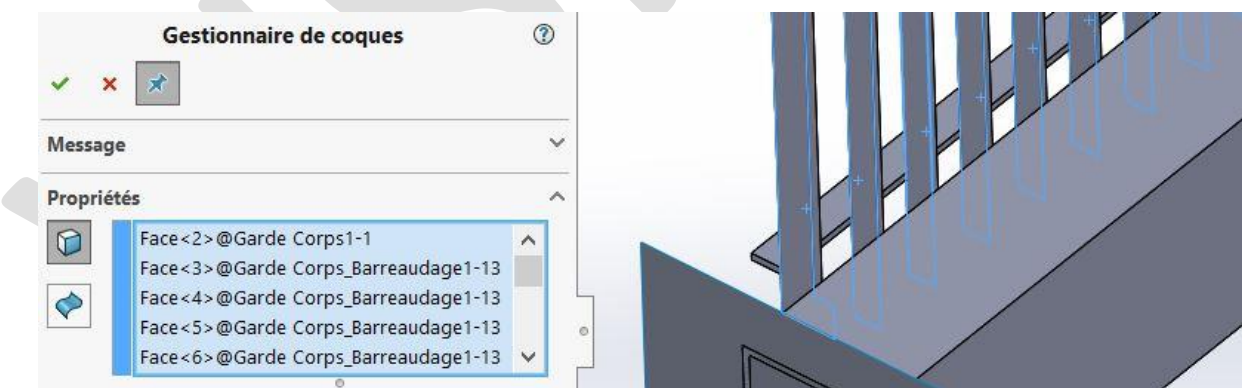 Gestionnaire de coques
Message
Propriétés
Face<2>@Garde Corps1-1
Face<3>@Garde Corps_Barreaudage1-13
Face<4>@Garde Corps_Barreaudage1-13
Face<5>@Garde Corps_Barreaudage1-13
Face<6>@Garde Corps_Barreaudage1-13